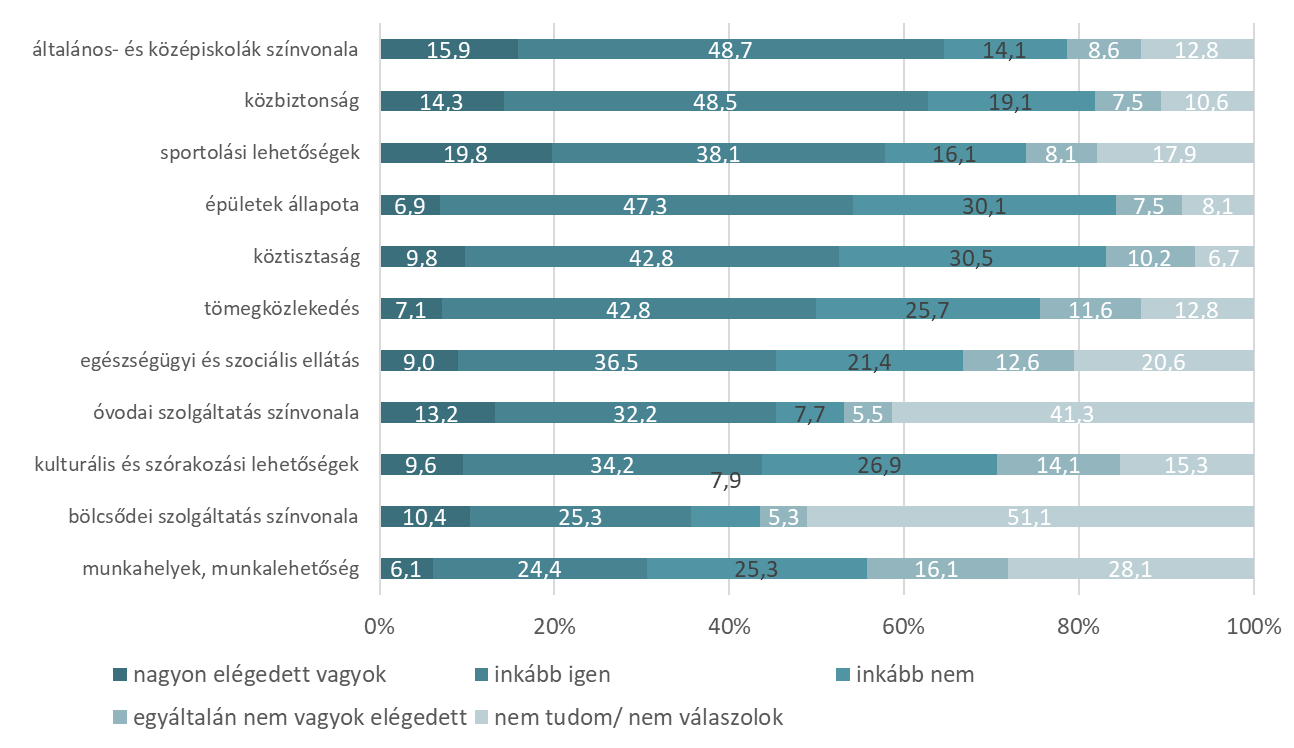 általános- és középiskolák színvonala 15,9 48,7 14,1 8,6 12,8
közbiztonság 14,3 48,5 19,1 7,5 10,6
sportolási lehetőségek 19,8 38,1 16,1 8,1 17,9
épületek állapota 6,9 47,3 30,1 7,5 8,1
köztisztaság 9,8 42,8 30,5 10,2 6,7
tömegközlekedés 7,1 42,8 25,7 11,6 12,8
egészségügyi és szociális ellátás 9,0 36,5 21,4 12,6 20,6
óvodai szolgáltatás színvonala 13,2 32,2 7,7 5,5 41,3
kulturális és szórakozási lehetőségek 9,6 34,2 26,9 14,1 15,3
7,9
bölcsődei szolgáltatás színvonala 10,4 25,3 5,3 51,1
munkahelyek, munkalehetőség 6,1 24,4 25,3 16,1 28,1
0% 20% 40% 60% 80% 100%
nagyon elégedett vagyok inkább igen inkább nem
egyáltalán nem vagyok elégedett nem tudom/ nem válaszolok